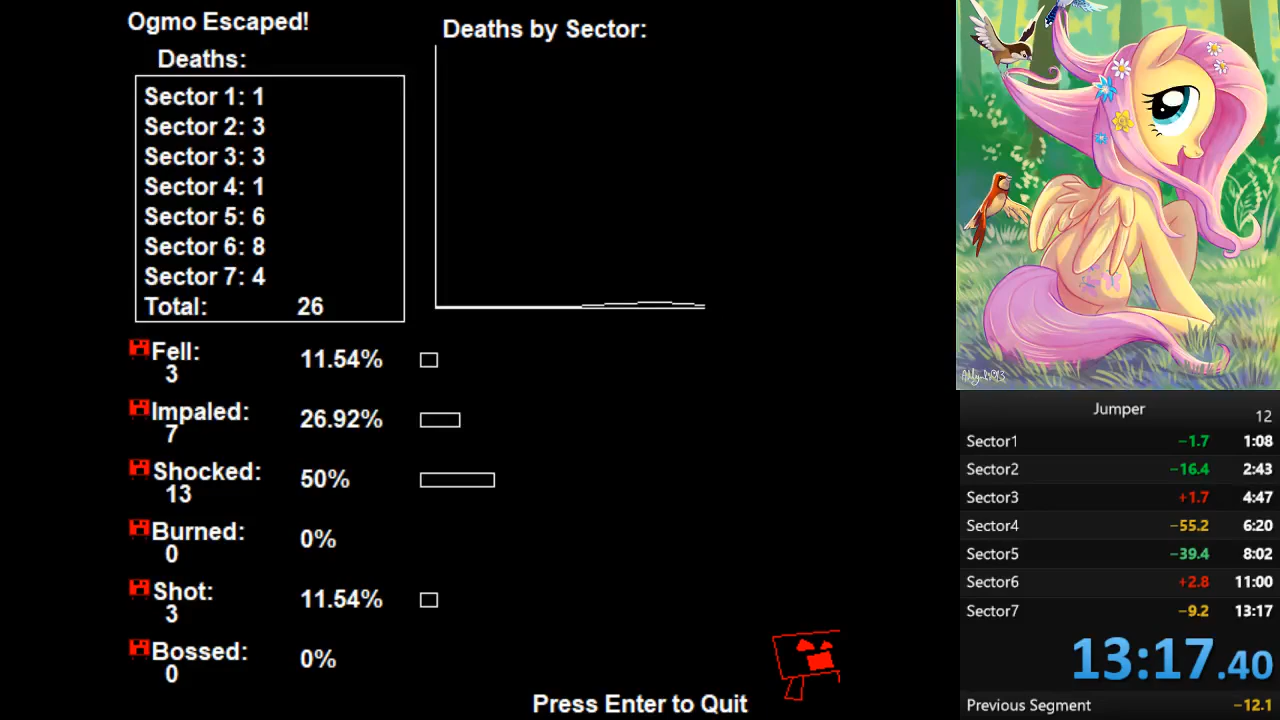 Ogmo Escaped!
Deaths:
Sector 1: 1
Sector 2: 3
Sector 3: 3
Sector 4: 1
Sector 5: 6
Sector 6: 8
Sector 7: 4
Total: 26
Deaths by Sector:
Fell: 11.54%
3
Impaled: 26.92%
7
Shocked: 50%
13
Burned: 0%
0
Shot: 11.54%
3
Bossed: 0%
0
Press Enter to Quit
Jumper 12
Sector1 −1.7 1:08
Sector2 −16.4 2:43
Sector3 +1.7 4:47
Sector4 −55.2 6:20
Sector5 −39.4 8:02
Sector6 +2.8 11:00
Sector7 −9.2 13:17
13:17.40
Previous Segment −12.1